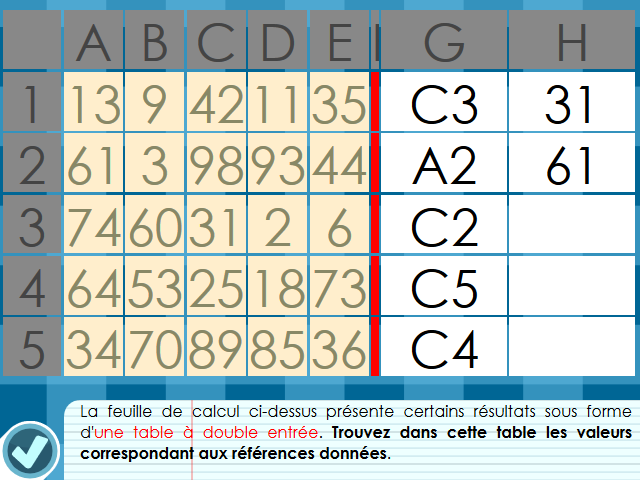 A B C D E G H
1 13 9 42 11 35 C3 31
2 61 3 98 93 44 A2 61
3 74 60 31 2 6 C2
4 64 53 25 18 73 C5
5 34 70 89 85 36 C4
La feuille de calcul ci-dessus présente certains résultats sous forme
d'une table à double entrée. Trouvez dans cette table les valeurs
correspondant aux références données.